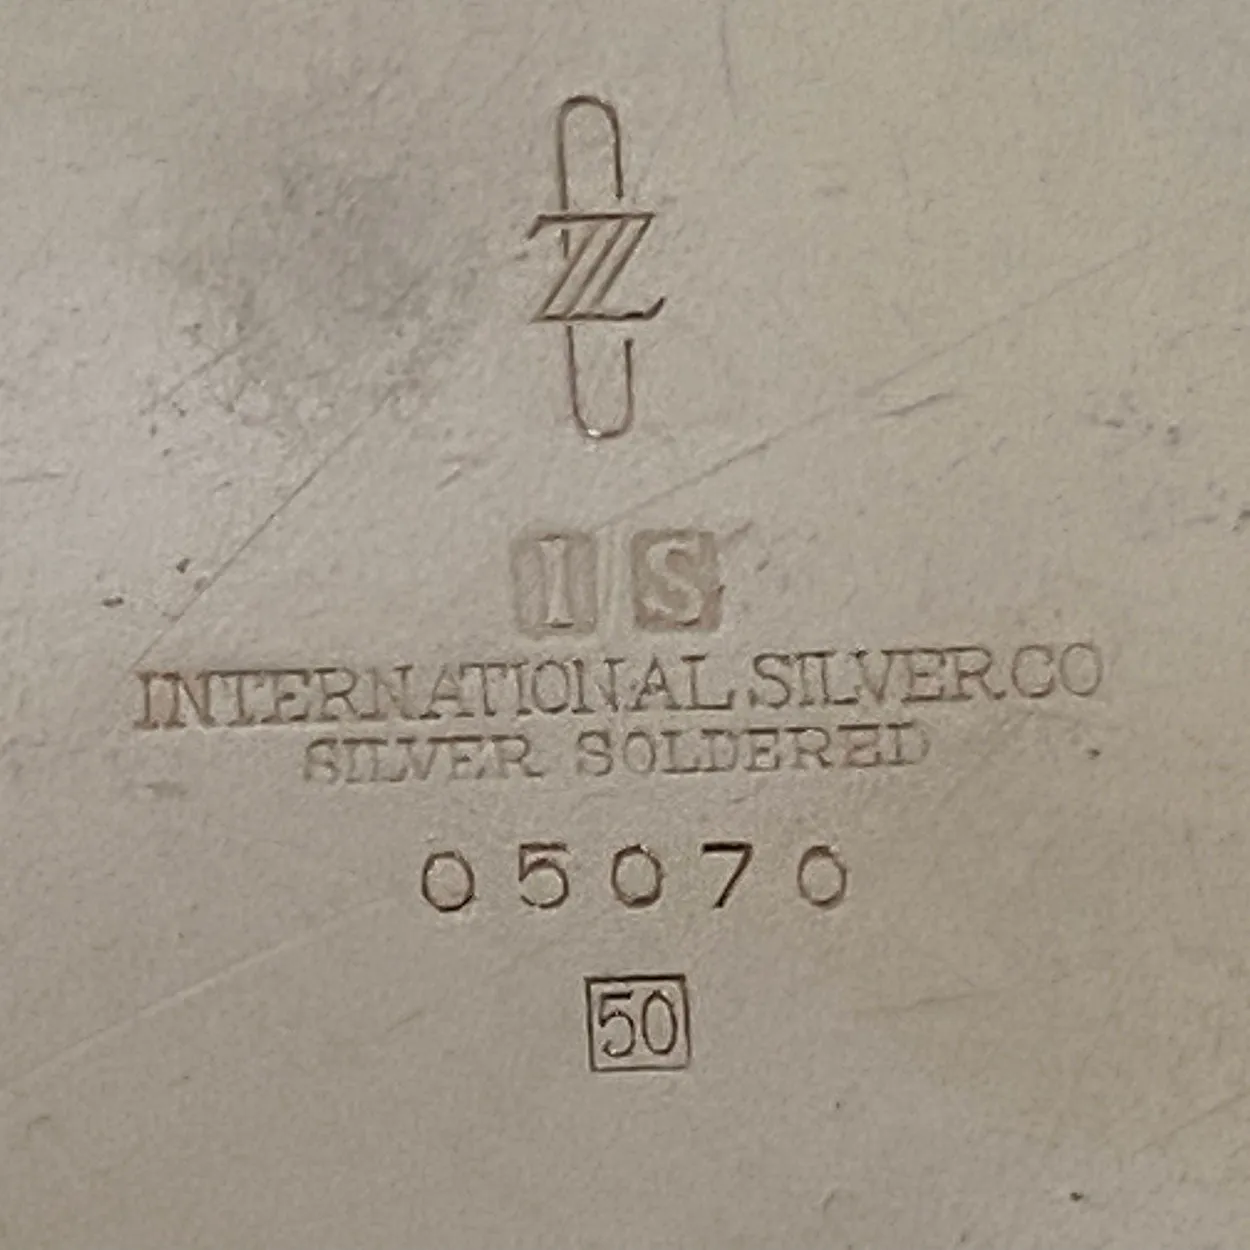 Z
I S
INTERNATIONAL SILVER CO
SILVER SOLDERED
05070
50